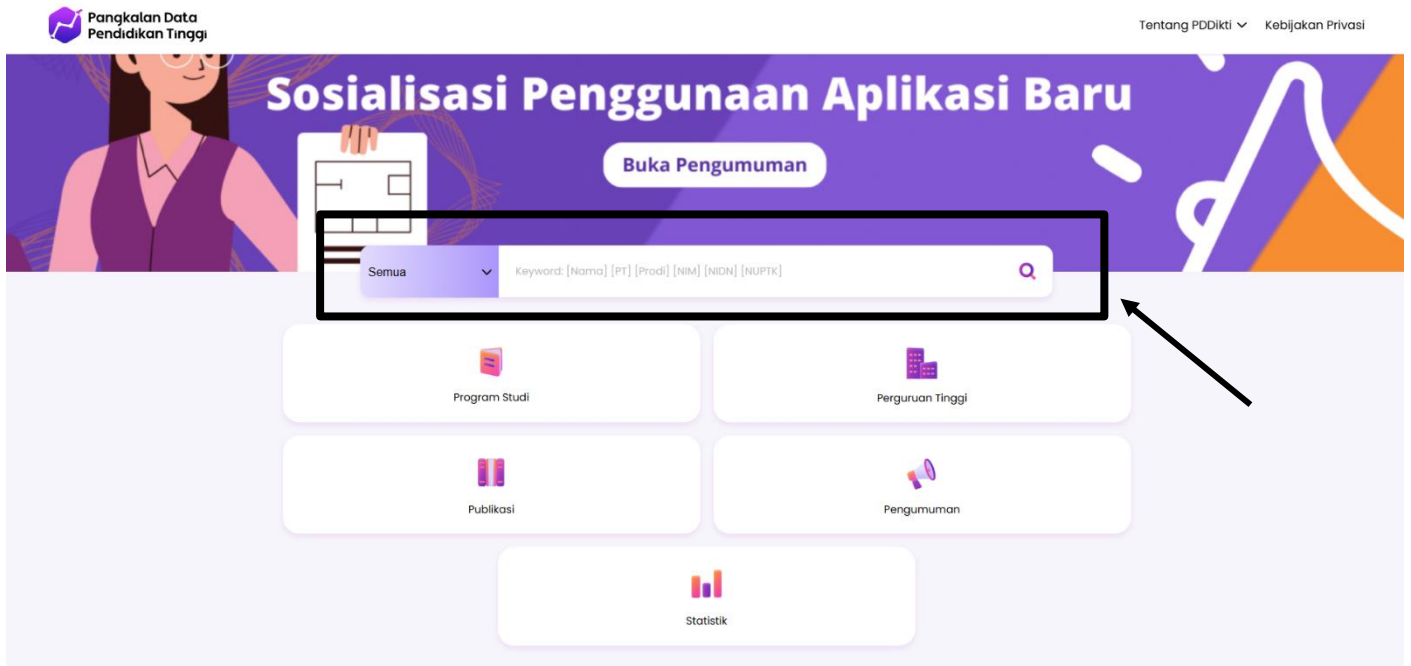 Pangkalan Data
Pendidikan Tinggi
Tentang PDDikti
Kebijakan Privasi
Sosialisasi Penggunaan Aplikasi Baru
Buka Pengumuman
Semua
Keyword: [Nama] [PT] [Prodi] [NIM] [NIDN] [NUPTK]
Program Studi
Perguruan Tinggi
Publikasi
Pengumuman
Statistik